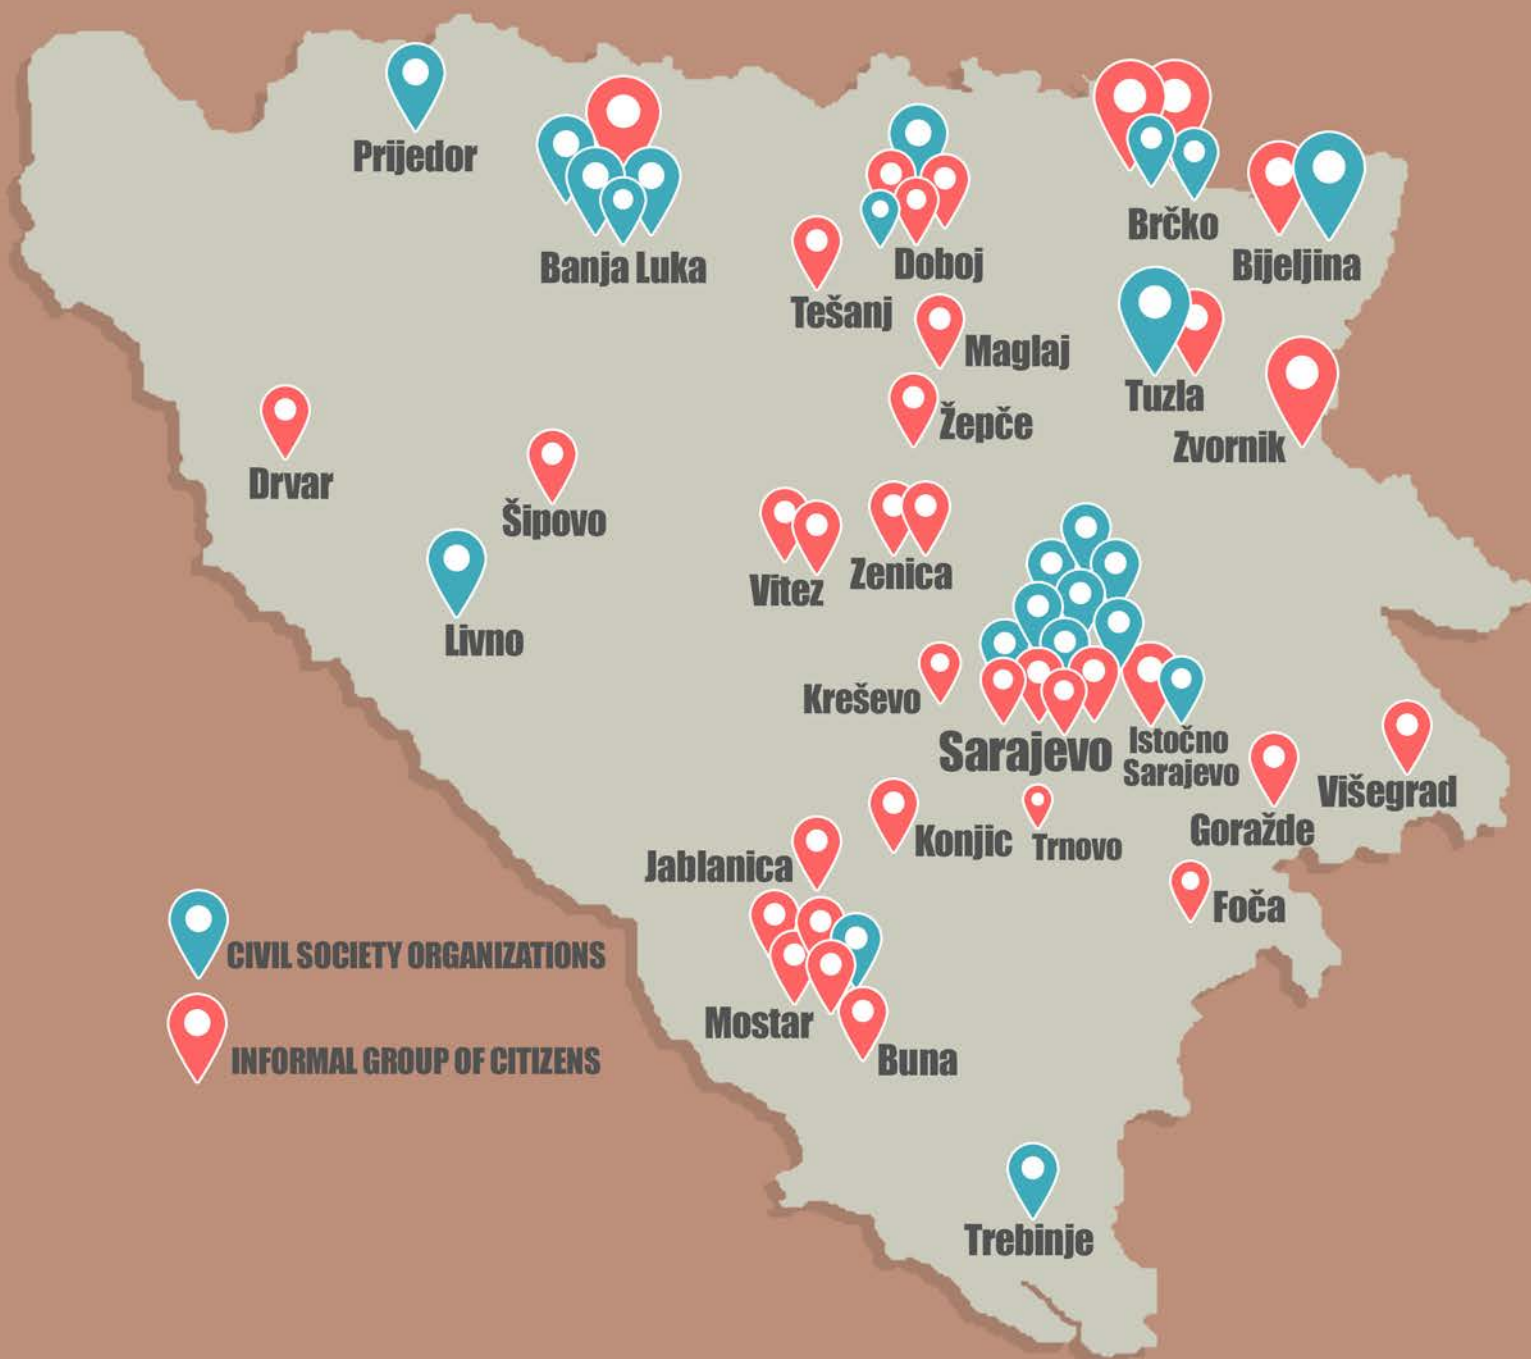 Prijedor
Banja Luka
Doboj
Brčko
Bijeljina
Tešanj
Maglaj
Tuzla
Žepče
Zvornik
Drvar
Šipovo
Vitez
Zenica
Livno
Kreševo
Sarajevo
Istočno
Sarajevo
Višegrad
Goražde
Konjic
Trnovo
Jablanica
Foča
CIVIL SOCIETY ORGANIZATIONS
Mostar
INFORMAL GROUP OF CITIZENS
Buna
Trebinje